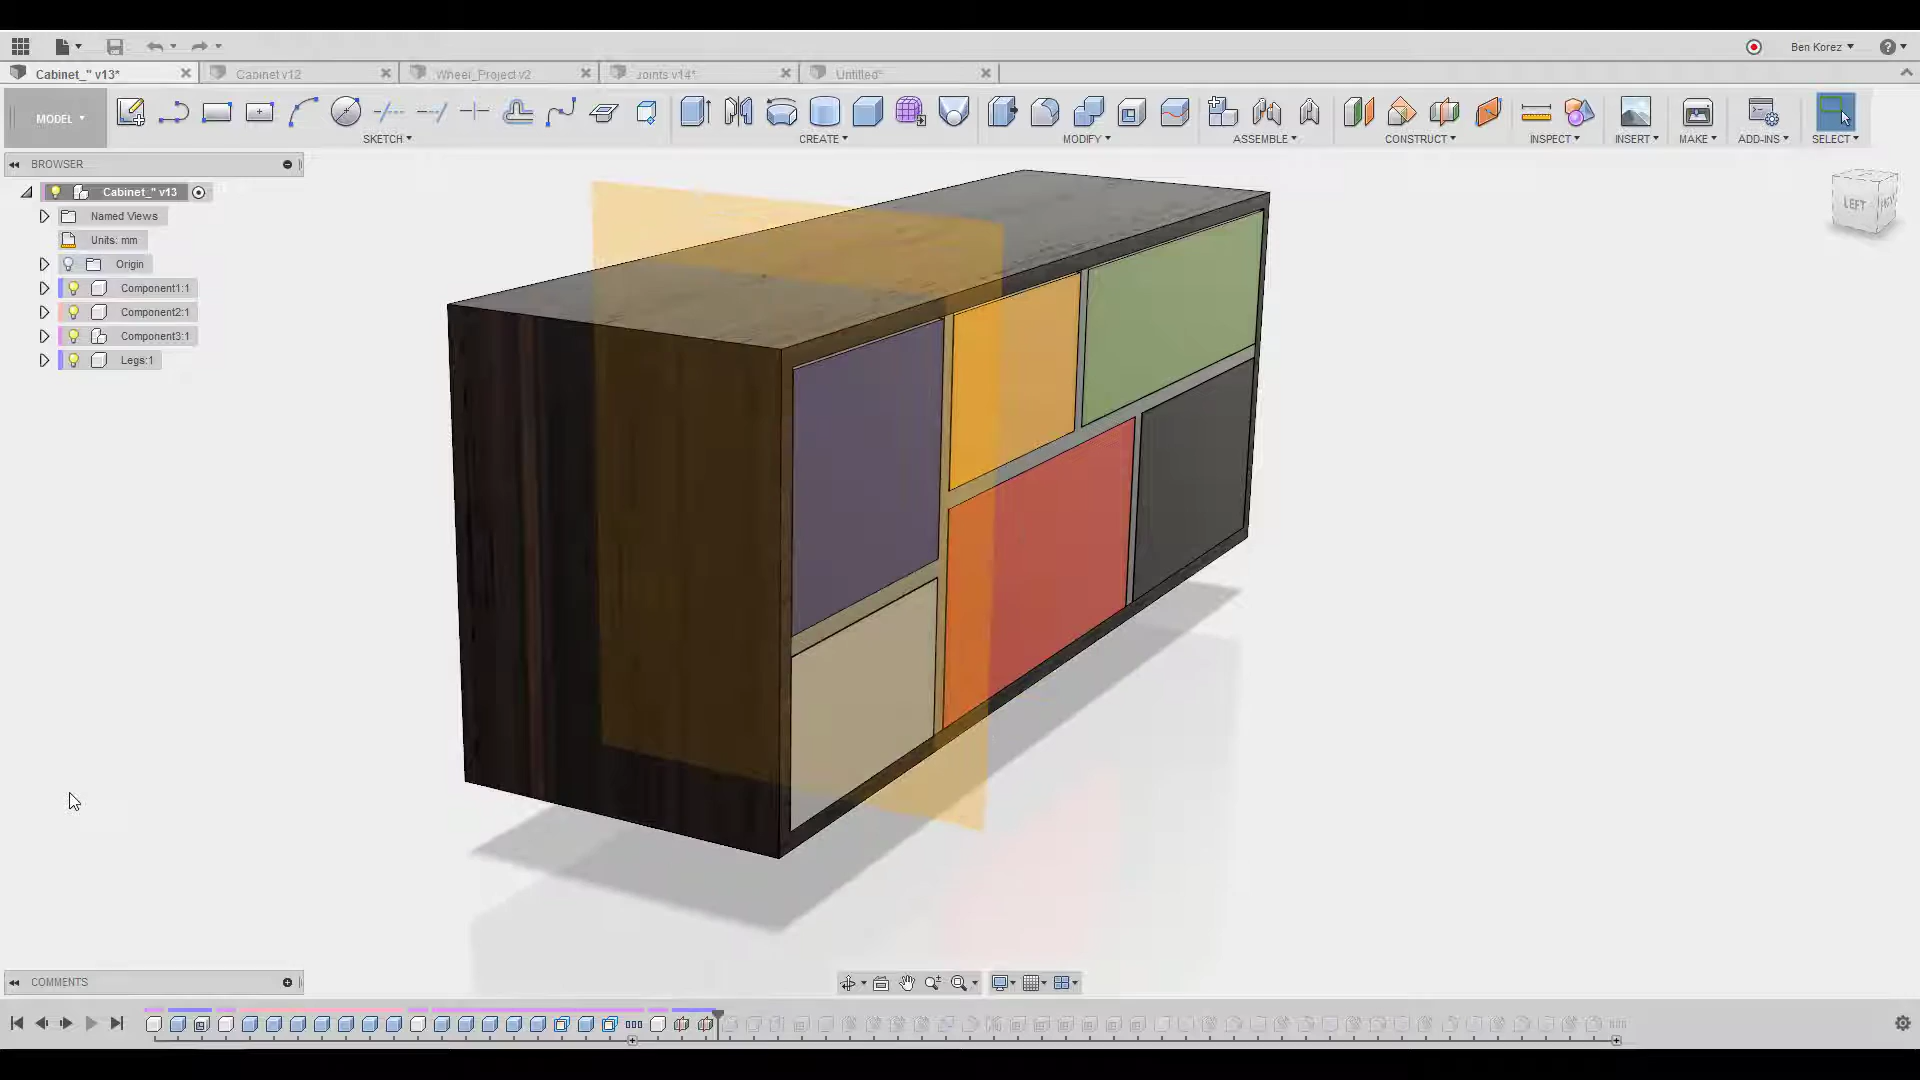 Ben Korez
Cabinet_" v13*
Cabinet v12
Wheel_Project v2
Joints v14*
Untitled*
MODEL
SKETCH
CREATE
MODIFY
ASSEMBLE
CONSTRUCT
INSPECT
INSERT
MAKE
ADD-INS
SELECT
BROWSER
Cabinet_" v13
Named Views
Units: mm
Origin
Component1:1
Component2:1
Component3:1
Legs:1
LEFT
COMMENTS